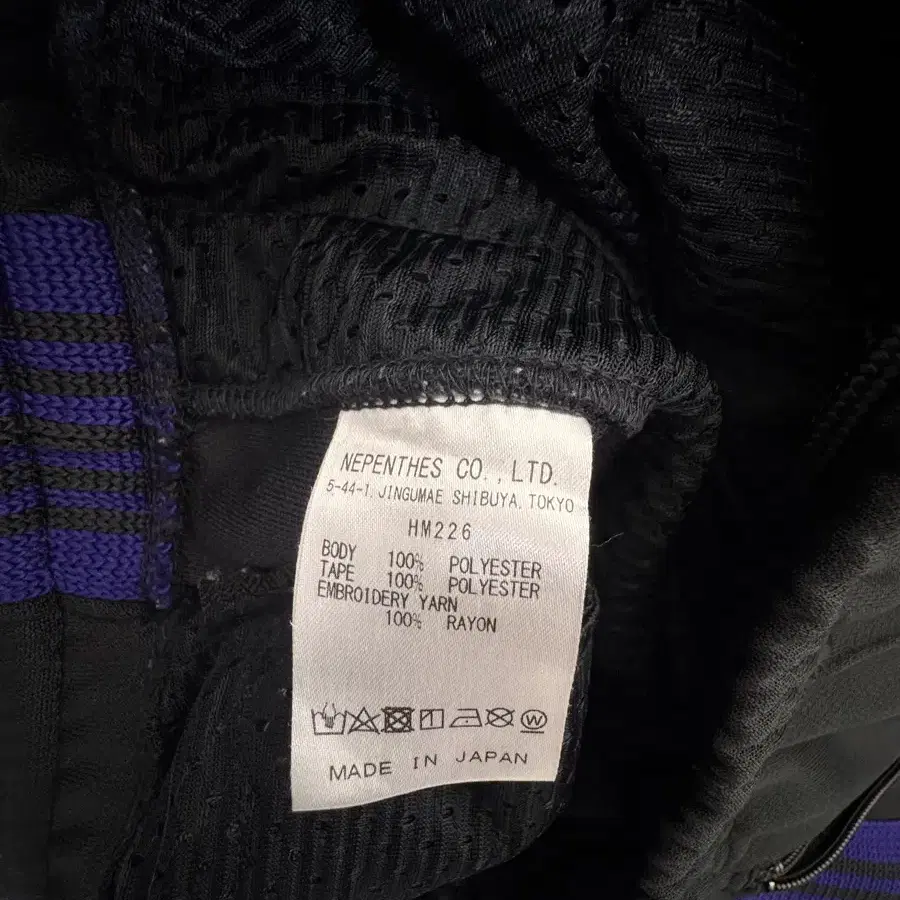 NEPENTHES CO., LTD.
5-44-1, JINGUMAE SHIBUYA, TOKYO
HM226
BODY 100% POLYESTER
TAPE 100% POLYESTER
EMBROIDERY YARN
100% RAYON
W
MADE IN JAPAN